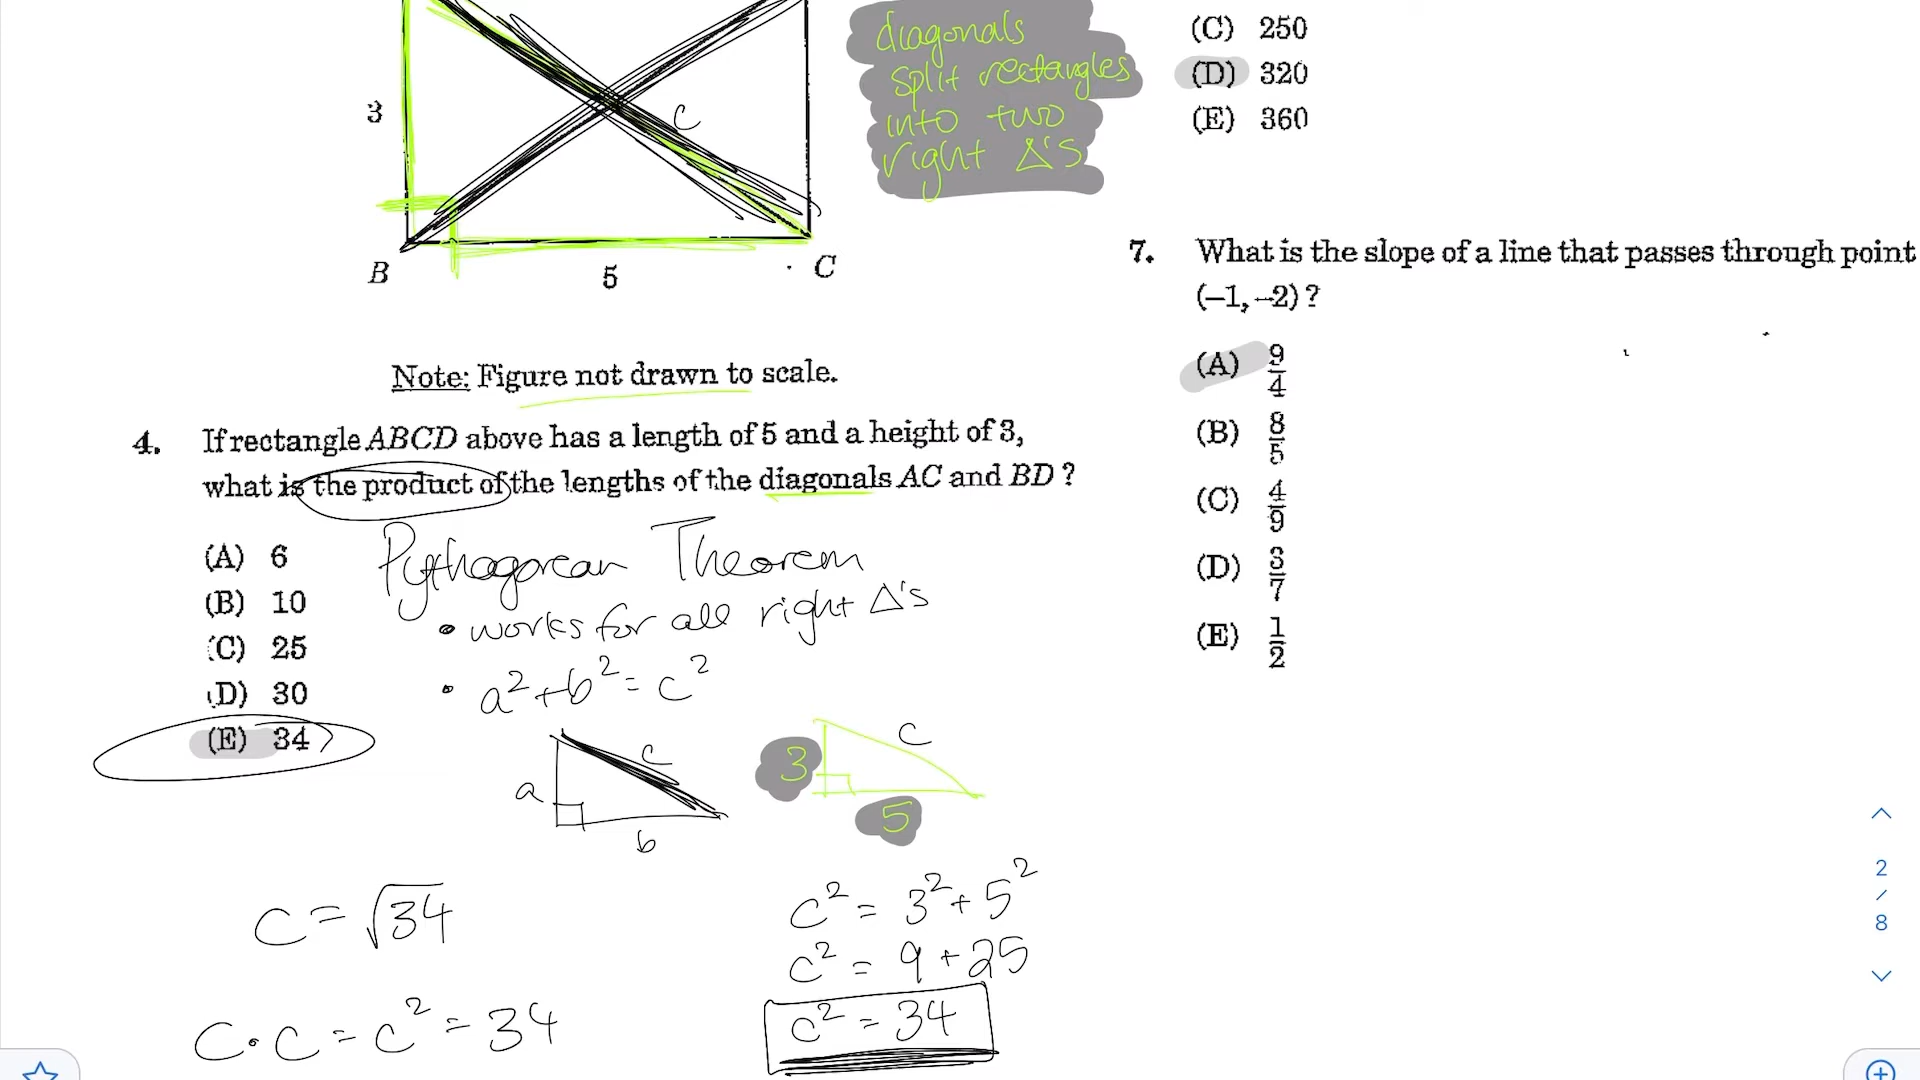 3
C
B
5
C
diagonals
split rectangles
into two
right Δ's
Note: Figure not drawn to scale.
4. If rectangle ABCD above has a length of 5 and a height of 3,
what is the product of the lengths of the diagonals AC and BD ?
(A) 6
(B) 10
(C) 25
(D) 30
(E) 34
Pythagorean Theorem
• works for all right Δ's
• a² + b² = c²
a
b
c
3
5
c
c² = 3² + 5²
c² = 9 + 25
c² = 34
c = √34
c • c = c² = 34
(C) 250
(D) 320
(E) 360
7. What is the slope of a line that passes through point
(–1, –2) ?
(A) 9/4
(B) 8/5
(C) 4/9
(D) 3/7
(E) 1/2
2
/
8